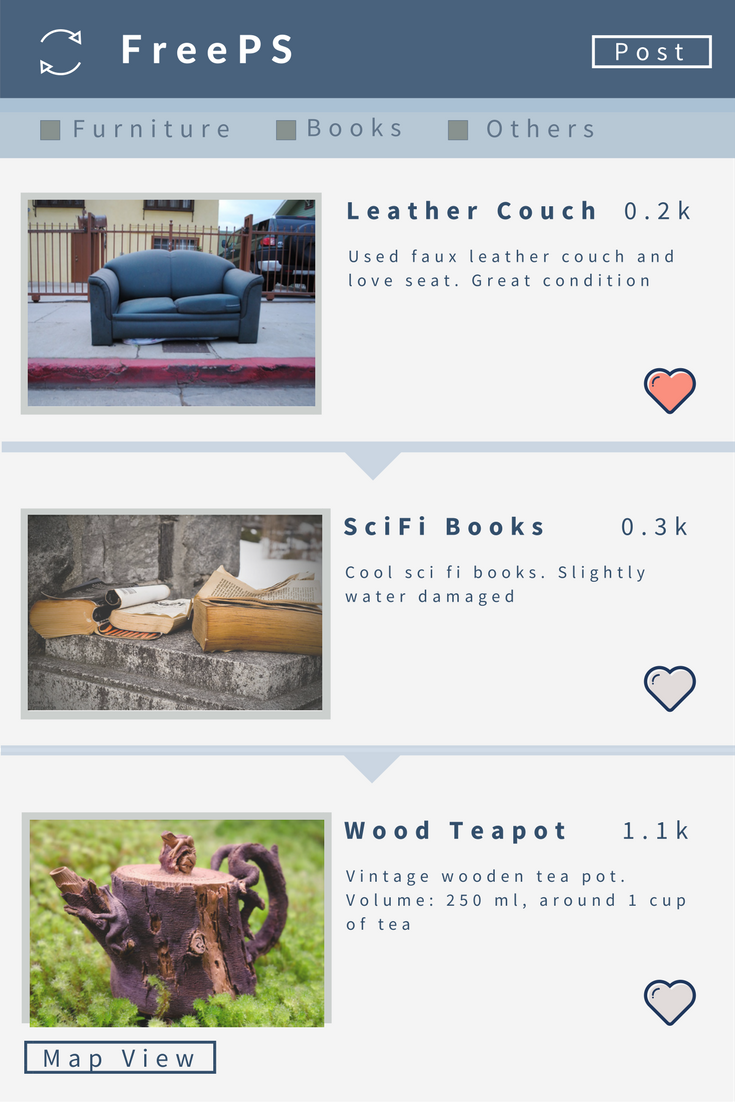 FreePS
Post
Furniture
Books
Others
Leather Couch 0.2k
Used faux leather couch and
love seat. Great condition
SciFi Books 0.3k
Cool sci fi books. Slightly
water damaged
Wood Teapot 1.1k
Vintage wooden tea pot.
Volume: 250 ml, around 1 cup
of tea
Map View